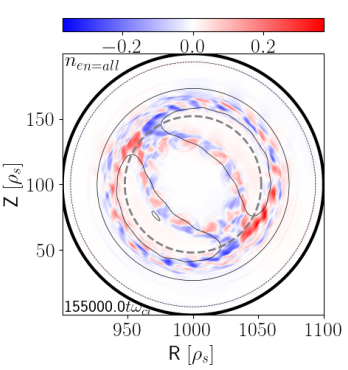 −0.2 0.0 0.2
n_{en=all}
150
100
50
Z [ρ_s]
155000.0tω_{ci}
950 1000 1050 1100
R [ρ_s]